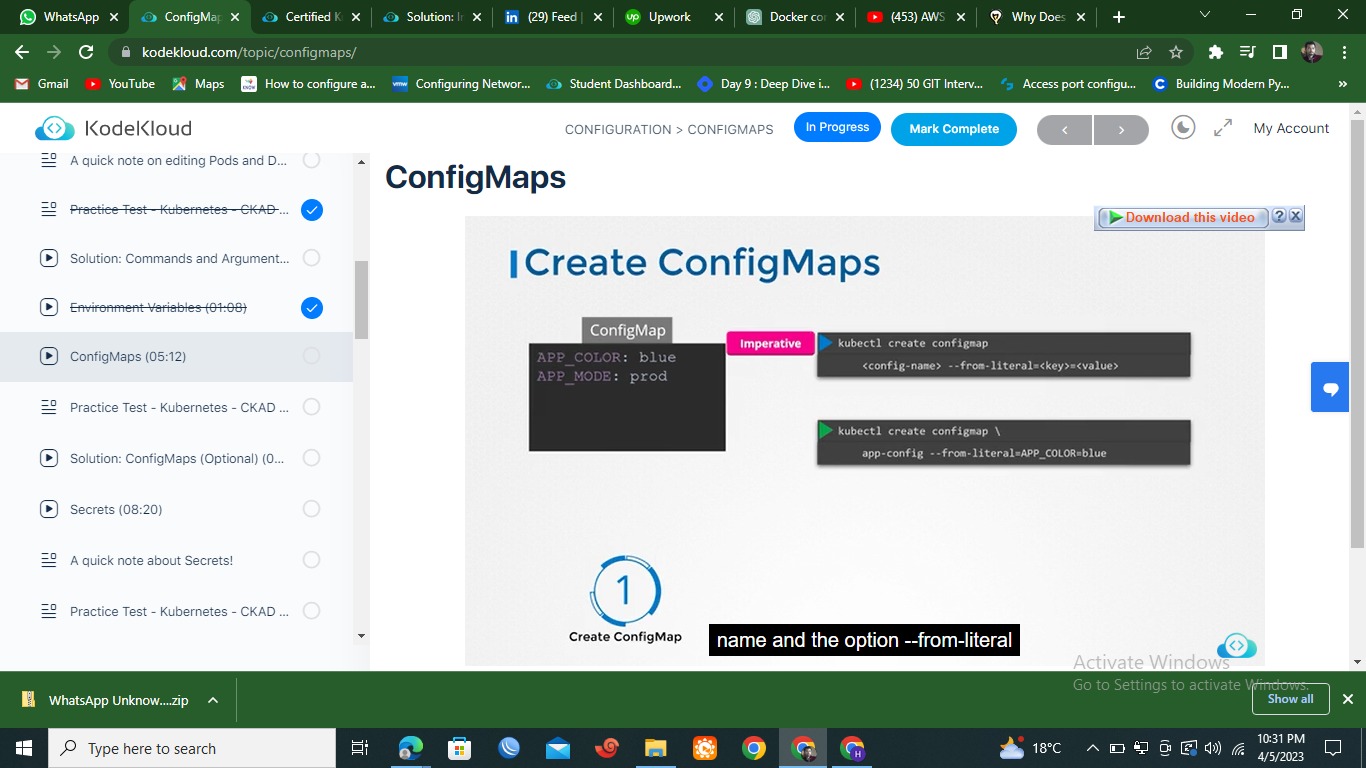 WhatsApp
ConfigMap
Certified K
Solution: I
(29) Feed |
Upwork
Docker co
(453) AWS
Why Does
kodekloud.com/topic/configmaps/
Gmail
YouTube
Maps
How to configure a...
Configuring Networ...
Student Dashboard...
Day 9 : Deep Dive i...
(1234) 50 GIT Interv...
Access port configu...
Building Modern Py...
»
KodeKloud
CONFIGURATION > CONFIGMAPS
In Progress
Mark Complete
<
>
My Account
A quick note on editing Pods and D...
Practice Test - Kubernetes - CKAD ...
Solution: Commands and Argument...
Environment Variables (01:08)
ConfigMaps (05:12)
Practice Test - Kubernetes - CKAD ...
Solution: ConfigMaps (Optional) (0...
Secrets (08:20)
A quick note about Secrets!
Practice Test - Kubernetes - CKAD ...
ConfigMaps
Download this video
?
X
Create ConfigMaps
ConfigMap
APP_COLOR: blue
APP_MODE: prod
Imperative
kubectl create configmap
<config-name> --from-literal=<key>=<value>
kubectl create configmap \
app-config --from-literal=APP_COLOR=blue
1
Create ConfigMap
name and the option --from-literal
Activate Windows
Go to Settings to activate Windows.
WhatsApp Unknow....zip
Show all
Type here to search
18°C
10:31 PM
4/5/2023